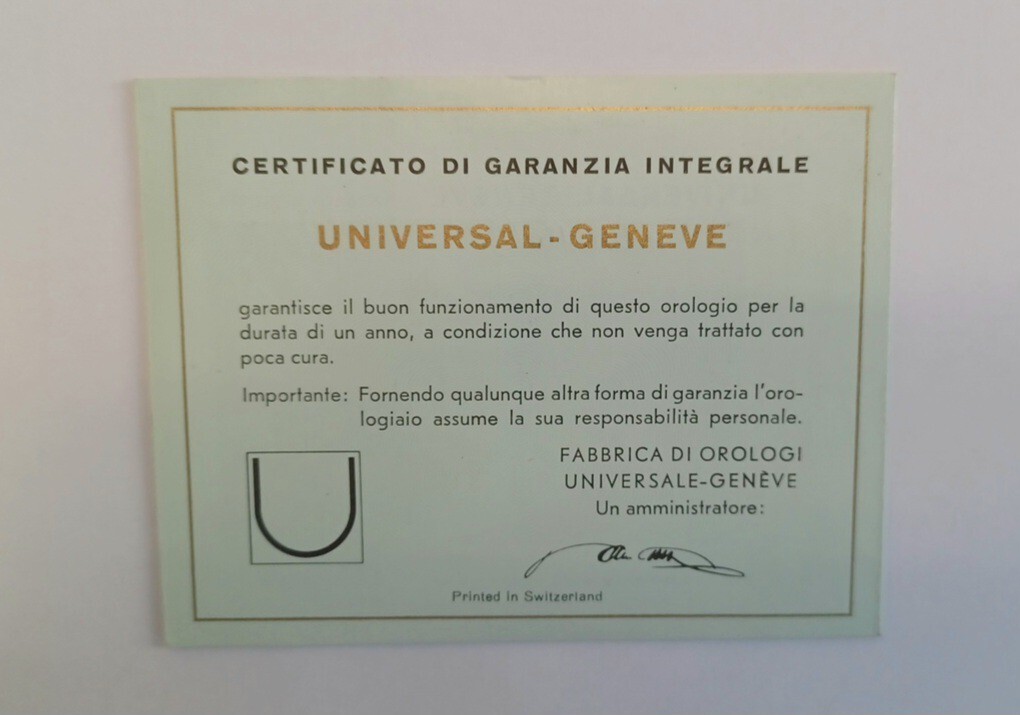 CERTIFICATO DI GARANZIA INTEGRALE
UNIVERSAL-GENEVE
garantisce il buon funzionamento di questo orologio per la
durata di un anno, a condizione che non venga trattato con
poca cura.
Importante: Fornendo qualunque altra forma di garanzia l'oro-
logiaio assume la sua responsabilità personale.
FABBRICA DI OROLOGI
UNIVERSALE-GENÈVE
Un amministratore:
U
Printed in Switzerland